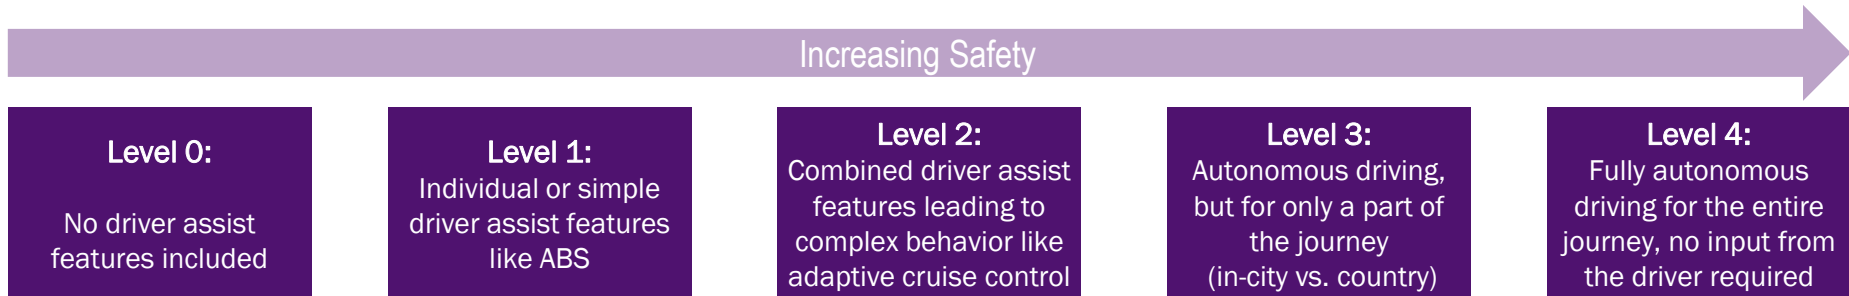 Increasing Safety
Level 0:
No driver assist
features included
Level 1:
Individual or simple
driver assist features
like ABS
Level 2:
Combined driver assist
features leading to
complex behavior like
adaptive cruise control
Level 3:
Autonomous driving,
but for only a part of
the journey
(in-city vs. country)
Level 4:
Fully autonomous
driving for the entire
journey, no input from
the driver required